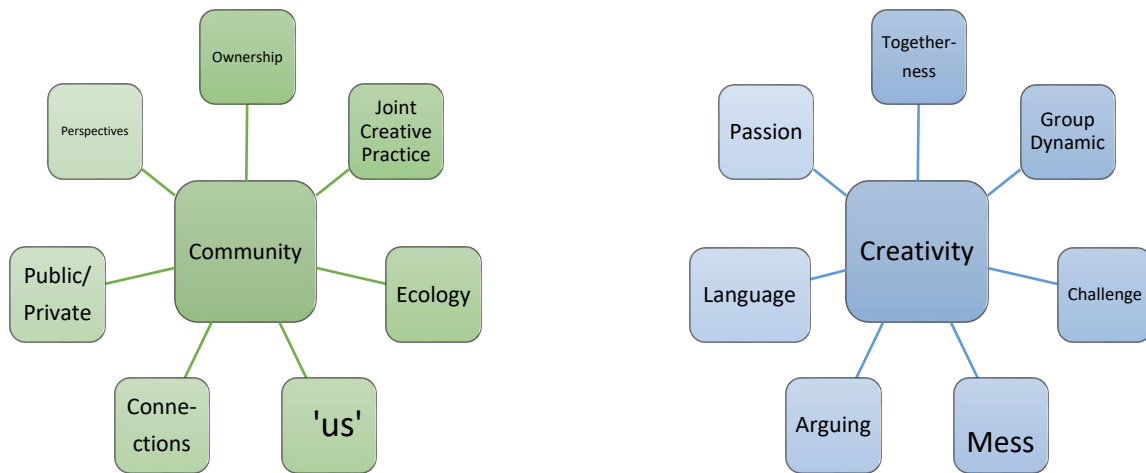 Ownership
Joint
Creative
Practice
Ecology
'us'
Conne-
ctions
Public/
Private
Perspectives
Community
Together-
ness
Group
Dynamic
Challenge
Mess
Arguing
Language
Passion
Creativity